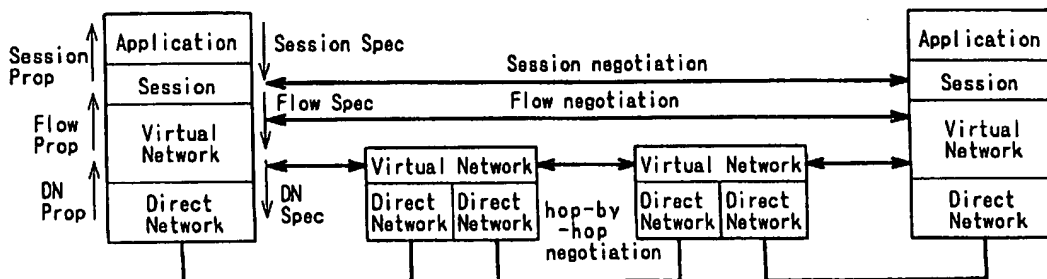 Session
Prop
Flow
Prop
DN
Prop
Application
Session
Virtual
Network
Direct
Network
Session Spec
Flow Spec
DN
Spec
Session negotiation
Flow negotiation
Virtual Network
Direct
Network
Direct
Network
hop-by
-hop
negotiation
Virtual Network
Direct
Network
Direct
Network
Application
Session
Virtual
Network
Direct
Network